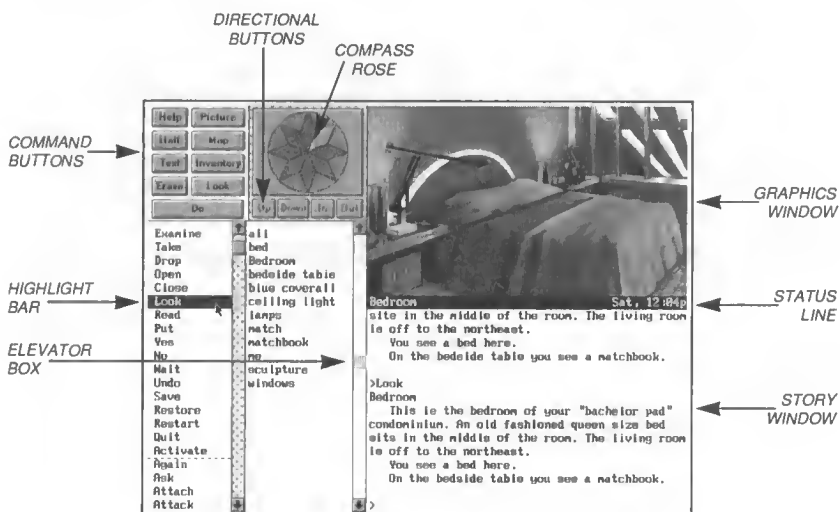 DIRECTIONAL
BUTTONS
COMPASS
ROSE
COMMAND
BUTTONS
HIGHLIGHT
BAR
ELEVATOR
BOX
GRAPHICS
WINDOW
STATUS
LINE
STORY
WINDOW
Help Picture
Half Map
Text Inventory
Erase Look
Do
Up Down In Out
Examine
Take
Drop
Open
Close
Look
Read
Put
Yes
No
Wait
Undo
Save
Restore
Restart
Quit
Activate
Again
Ask
Attach
Attack
all
bed
Bedroom
bedside table
blue coverall
ceiling light
lamps
match
matchbook
me
sculpture
windows
Bedroom Sat, 12:04p
sits in the middle of the room. The living room
is off to the northeast.
You see a bed here.
On the bedside table you see a matchbook.
>Look
Bedroom
This is the bedroom of your "bachelor pad"
condominium. An old fashioned queen size bed
sits in the middle of the room. The living room
is off to the northeast.
You see a bed here.
On the bedside table you see a matchbook.
>